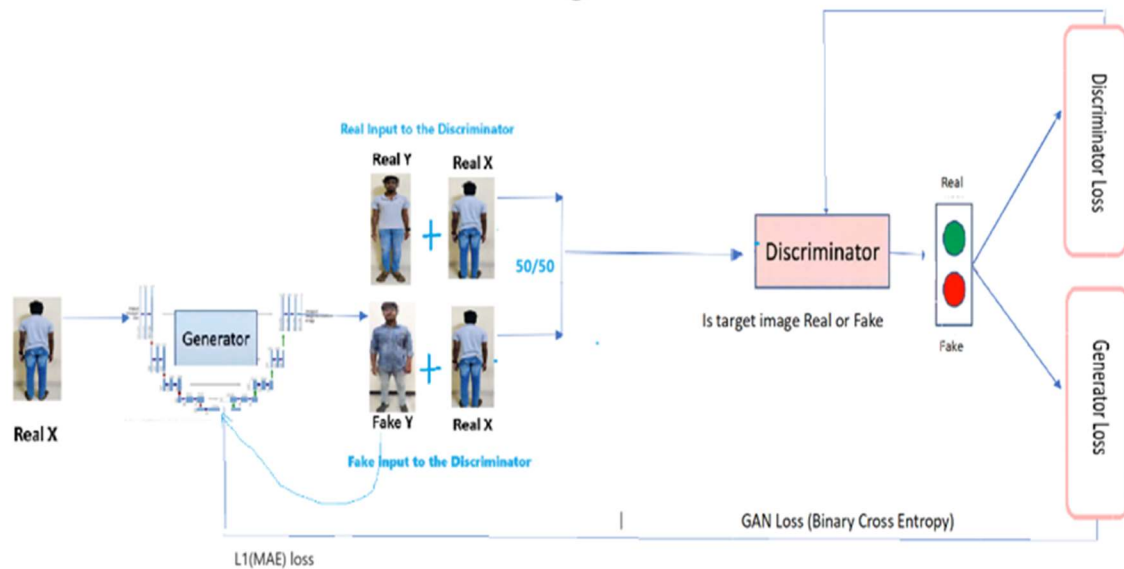 Real Input to the Discriminator
Real Y
Real X
50/50
Real X
Generator
Fake Y
Real X
Fake Input to the Discriminator
Discriminator
Is target image Real or Fake
Real
Fake
Discriminator Loss
Generator Loss
GAN Loss (Binary Cross Entropy)
L1(MAE) loss